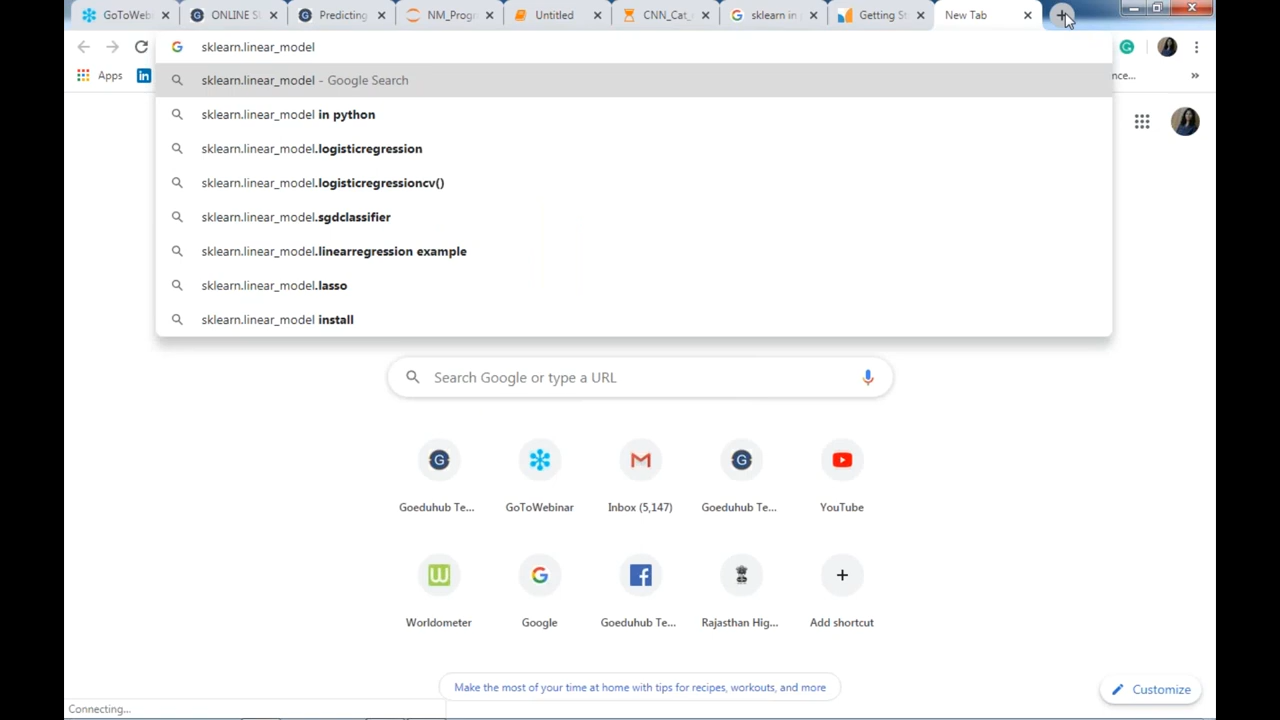 GoToWebi
ONLINE S
Predicting
NM_Progr
Untitled
CNN_Cat_
sklearn in
Getting St
New Tab
sklearn.linear_model
Apps
nce...
»
sklearn.linear_model - Google Search
sklearn.linear_model in python
sklearn.linear_model.logisticregression
sklearn.linear_model.logisticregressioncv()
sklearn.linear_model.sgdclassifier
sklearn.linear_model.linearregression example
sklearn.linear_model.lasso
sklearn.linear_model install
Search Google or type a URL
Goeduhub Te...
GoToWebinar
Inbox (5,147)
Goeduhub Te...
YouTube
Worldometer
Google
Goeduhub Te...
Rajasthan Hig...
Add shortcut
Make the most of your time at home with tips for recipes, workouts, and more
Customize
Connecting...